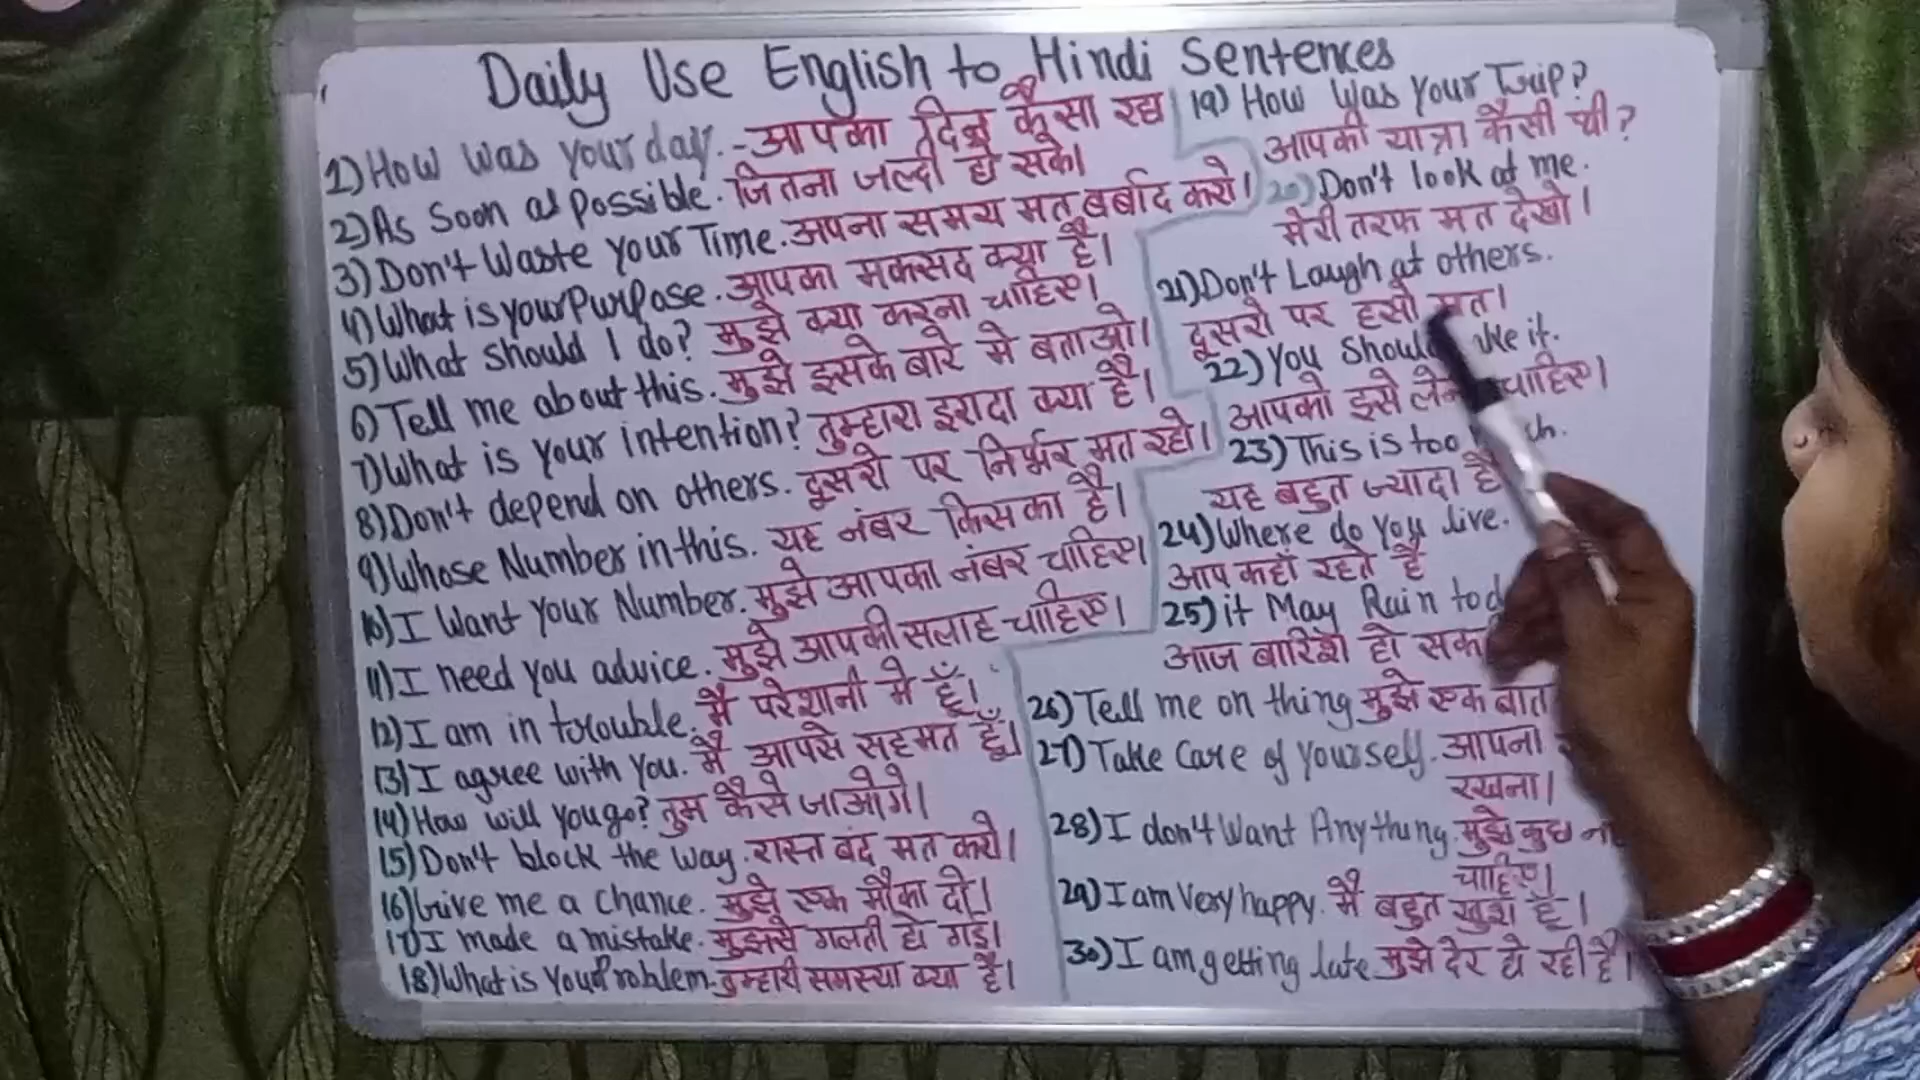 Daily Use English to Hindi Sentences
1) How was your day. - आपका दिन कैसा रहा
2) As Soon as possible. जितना जल्दी हो सके।
3) Don't Waste your Time. अपना समय मत बर्बाद करो।
4) What is your Purpose. आपका मकसद क्या है।
5) What should I do? मुझे क्या करना चाहिए।
6) Tell me about this. मुझे इसके बारे मे बताओ।
7) What is your intention? तुम्हारा इरादा क्या है।
8) Don't depend on others. दूसरो पर निर्भर मत रहो।
9) Whose Number in this. यह नंबर किसका है।
10) I Want Your Number. मुझे आपका नंबर चाहिए।
11) I need you advice. मुझे आपकी सलाह चाहिए।
12) I am in trouble. मै परेशानी मे हूँ।
13) I agree with you. मै आपसे सहमत हूँ।
14) How will you go? तुम कैसे जाओगे।
15) Don't block the way. रास्त बंद मत करो।
16) Give me a Chance. मुझे एक मौका दो।
17) I made a mistake. मुझसे गलती हो गई।
18) What is Your Problem. तुम्हारी समस्या क्या है।
19) How Was Your Trip?
आपकी यात्रा कैसी थी?
20) Don't look at me.
मेरी तरफ मत देखो।
21) Don't Laugh at others.
दूसरो पर हसो मत।
22) You should it.
आपको इसे चाहिए।
23) This is too
यह बहुत ज्यादा है
24) Where do you live.
आप कहाँ रहते है
25) it May Rain
आज बारिश हो
26) Tell me on thing मुझे एक बात
27) Take Care of yourself. आपना
रखना।
28) I don't Want Anything. मुझे कुछ
चाहिए।
29) I am Very happy. मै बहुत खुश हूँ।
30) I am getting late मुझे देर हो रही है।